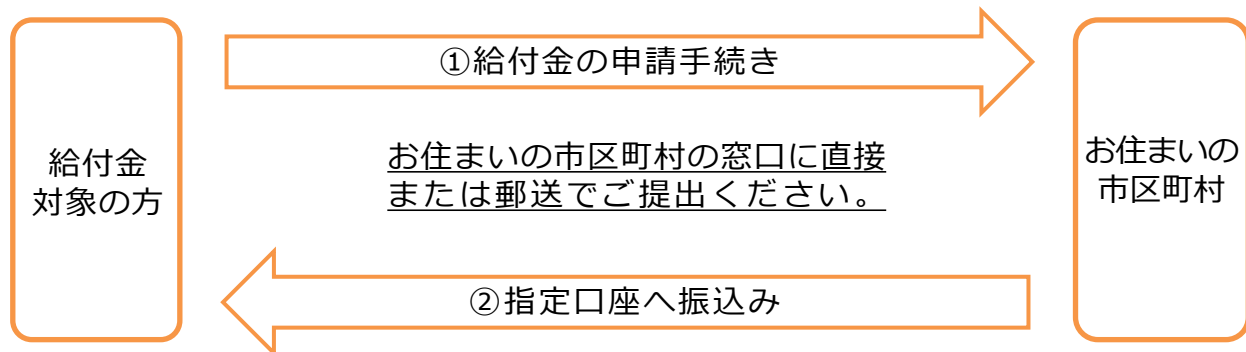 ①給付金の申請手続き
給付金
対象の方
お住まいの市区町村の窓口に直接
または郵送でご提出ください。
お住まいの
市区町村
②指定口座へ振込み